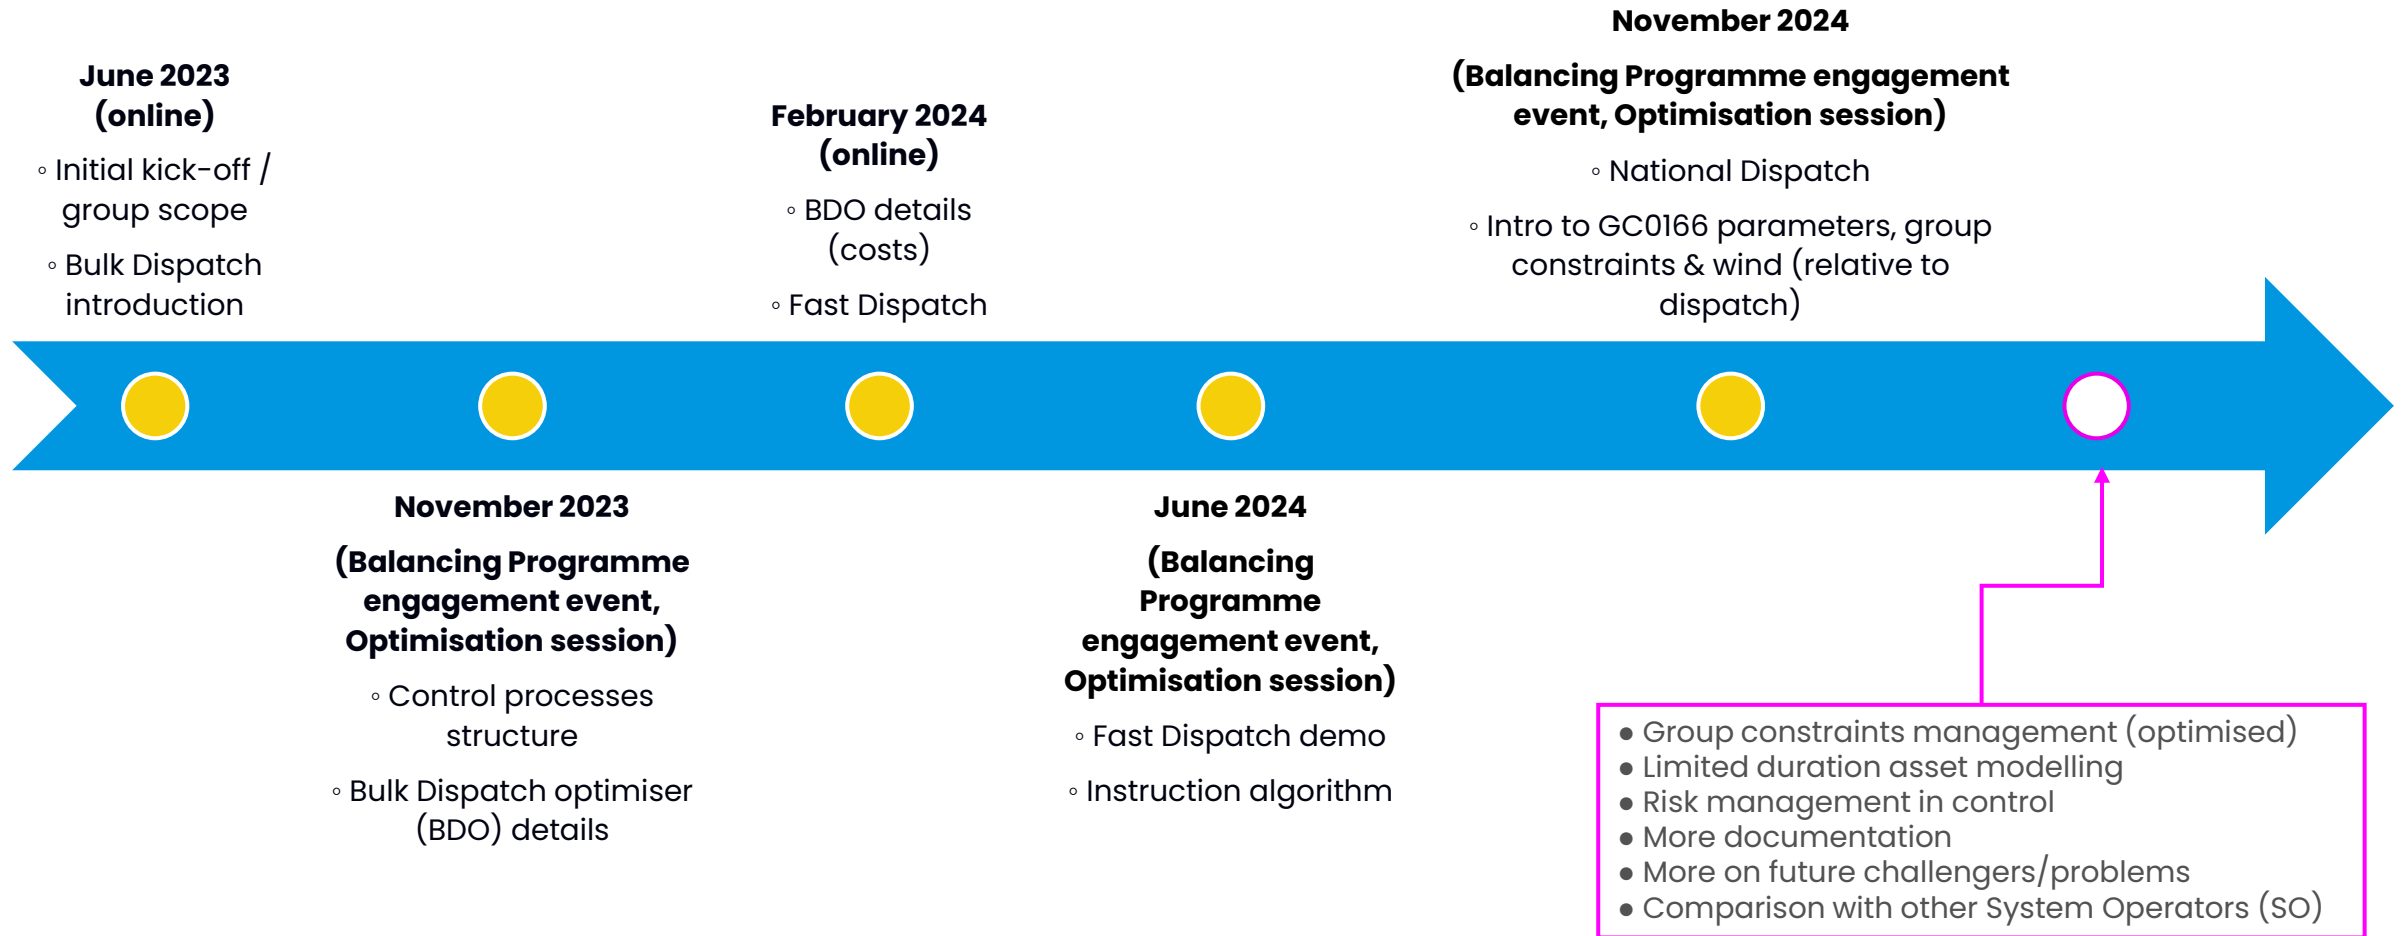 June 2023
(online)
◦ Initial kick-off /
group scope
◦ Bulk Dispatch
introduction
November 2023
(Balancing Programme
engagement event,
Optimisation session)
◦ Control processes
structure
◦ Bulk Dispatch optimiser
(BDO) details
February 2024
(online)
◦ BDO details
(costs)
◦ Fast Dispatch
June 2024
(Balancing
Programme
engagement event,
Optimisation session)
◦ Fast Dispatch demo
◦ Instruction algorithm
November 2024
(Balancing Programme engagement
event, Optimisation session)
◦ National Dispatch
◦ Intro to GC0166 parameters, group
constraints & wind (relative to
dispatch)
● Group constraints management (optimised)
● Limited duration asset modelling
● Risk management in control
● More documentation
● More on future challengers/problems
● Comparison with other System Operators (SO)